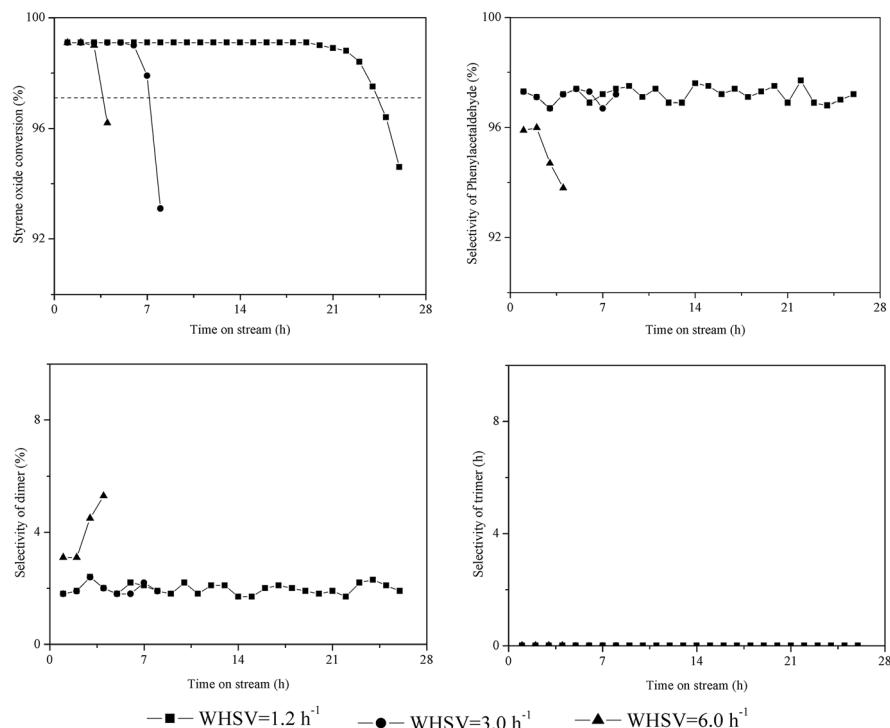 100
96
92
Styrene oxide conversion (%)
0 7 14 21 28
Time on stream (h)
100
96
92
Selectivity of Phenylacetaldehyde (%)
0 7 14 21 28
Time on stream (h)
8
4
0
Selectivity of dimer (%)
0 7 14 21 28
Time on stream (h)
8
4
0
Selectivity of trimer (h)
0 7 14 21 28
Time on stream (h)
WHSV=1.2 h⁻¹ WHSV=3.0 h⁻¹ WHSV=6.0 h⁻¹